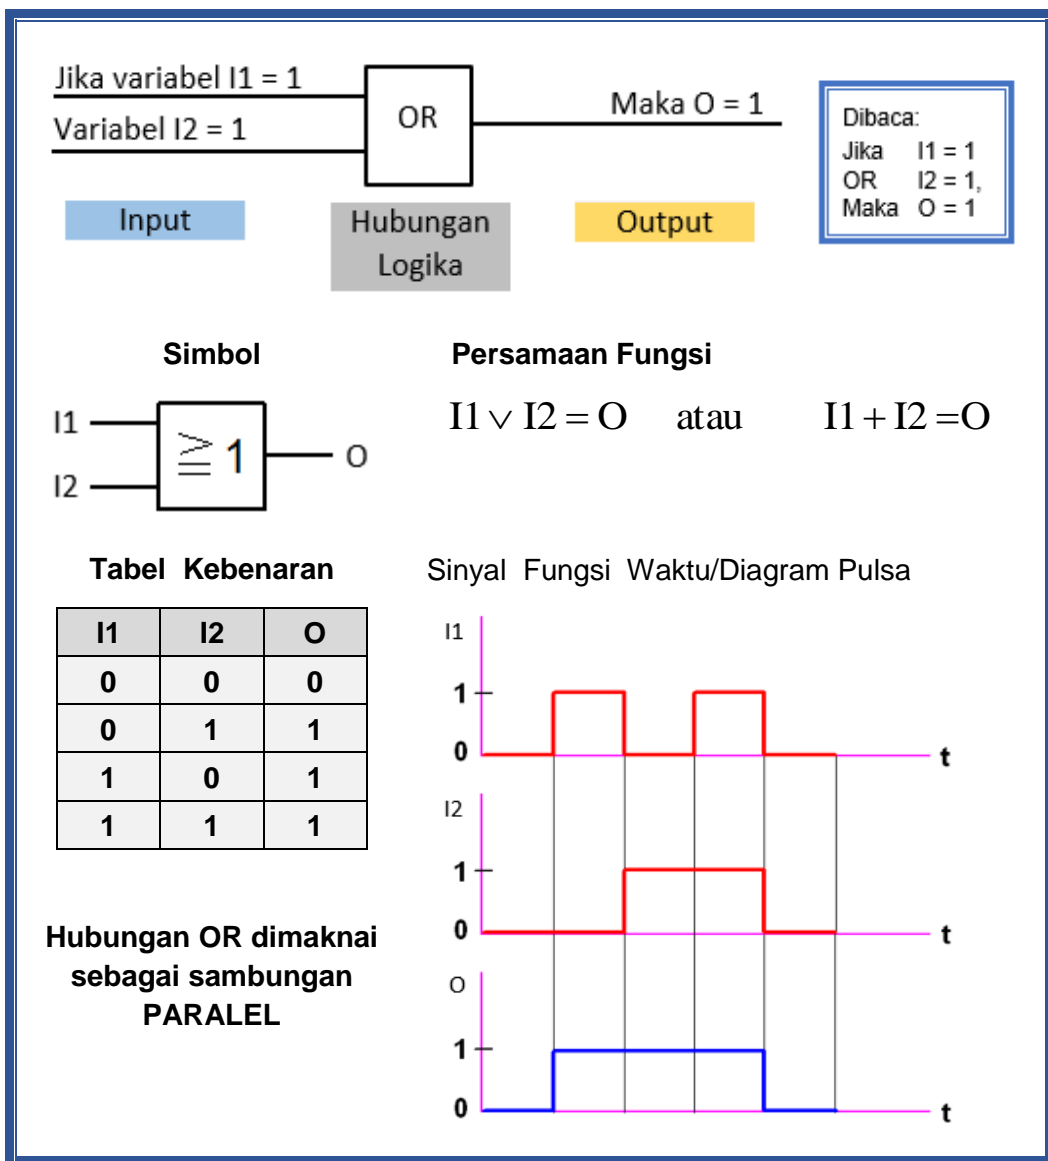 Jika variabel I1 = 1
Variabel I2 = 1
OR
Maka O = 1
Dibaca:
Jika I1 = 1
OR I2 = 1,
Maka O = 1
Input
Hubungan
Logika
Output
Simbol
I1
I2
≧ 1
O
Persamaan Fungsi
I1 ∨ I2 = O atau I1 + I2 =O
Tabel Kebenaran
I1 I2 O
0 0 0
0 1 1
1 0 1
1 1 1
Hubungan OR dimaknai
sebagai sambungan
PARALEL
Sinyal Fungsi Waktu/Diagram Pulsa
I1
1
0
t
I2
1
0
t
O
1
0
t